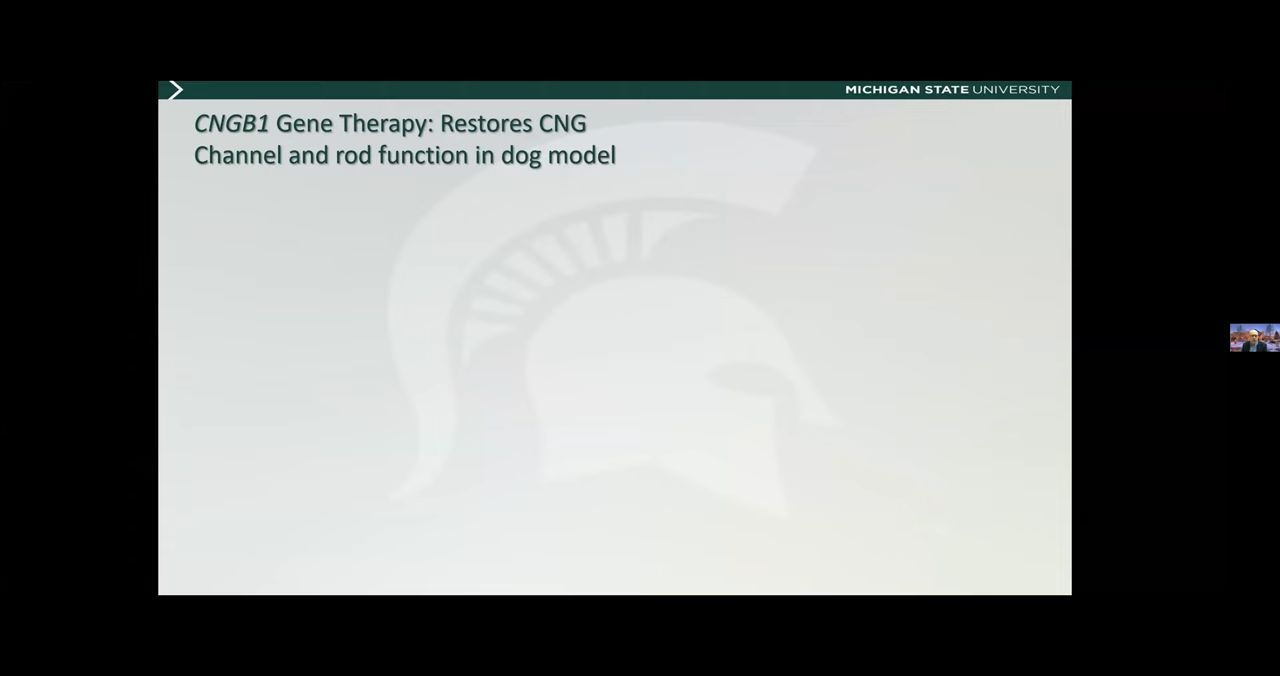 MICHIGAN STATE UNIVERSITY
CNGB1 Gene Therapy: Restores CNG
Channel and rod function in dog model